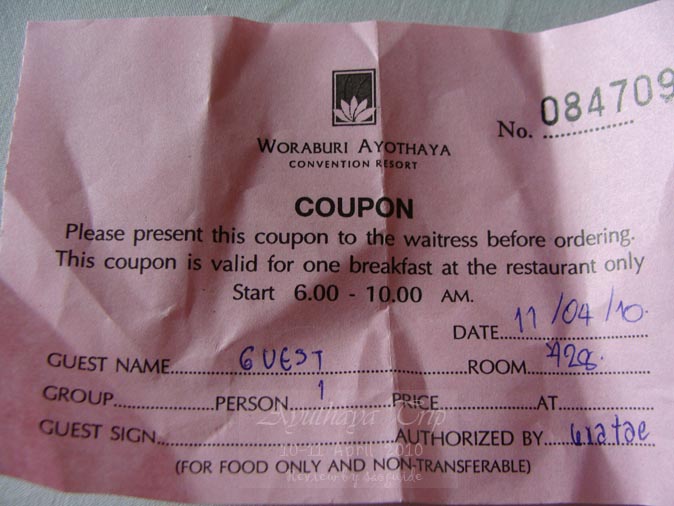 No. 084709
WORABURI AYOTHAYA
CONVENTION RESORT
COUPON
Please present this coupon to the waitress before ordering.
This coupon is valid for one breakfast at the restaurant only
Start 6.00 - 10.00 AM.
DATE 11/04/10.
GUEST NAME GUEST ROOM 428.
GROUP PERSON 1 PRICE AT
GUEST SIGN AUTHORIZED BY
(FOR FOOD ONLY AND NON-TRANSFERABLE)
Ayuthaya Trip
10-11 April 2010